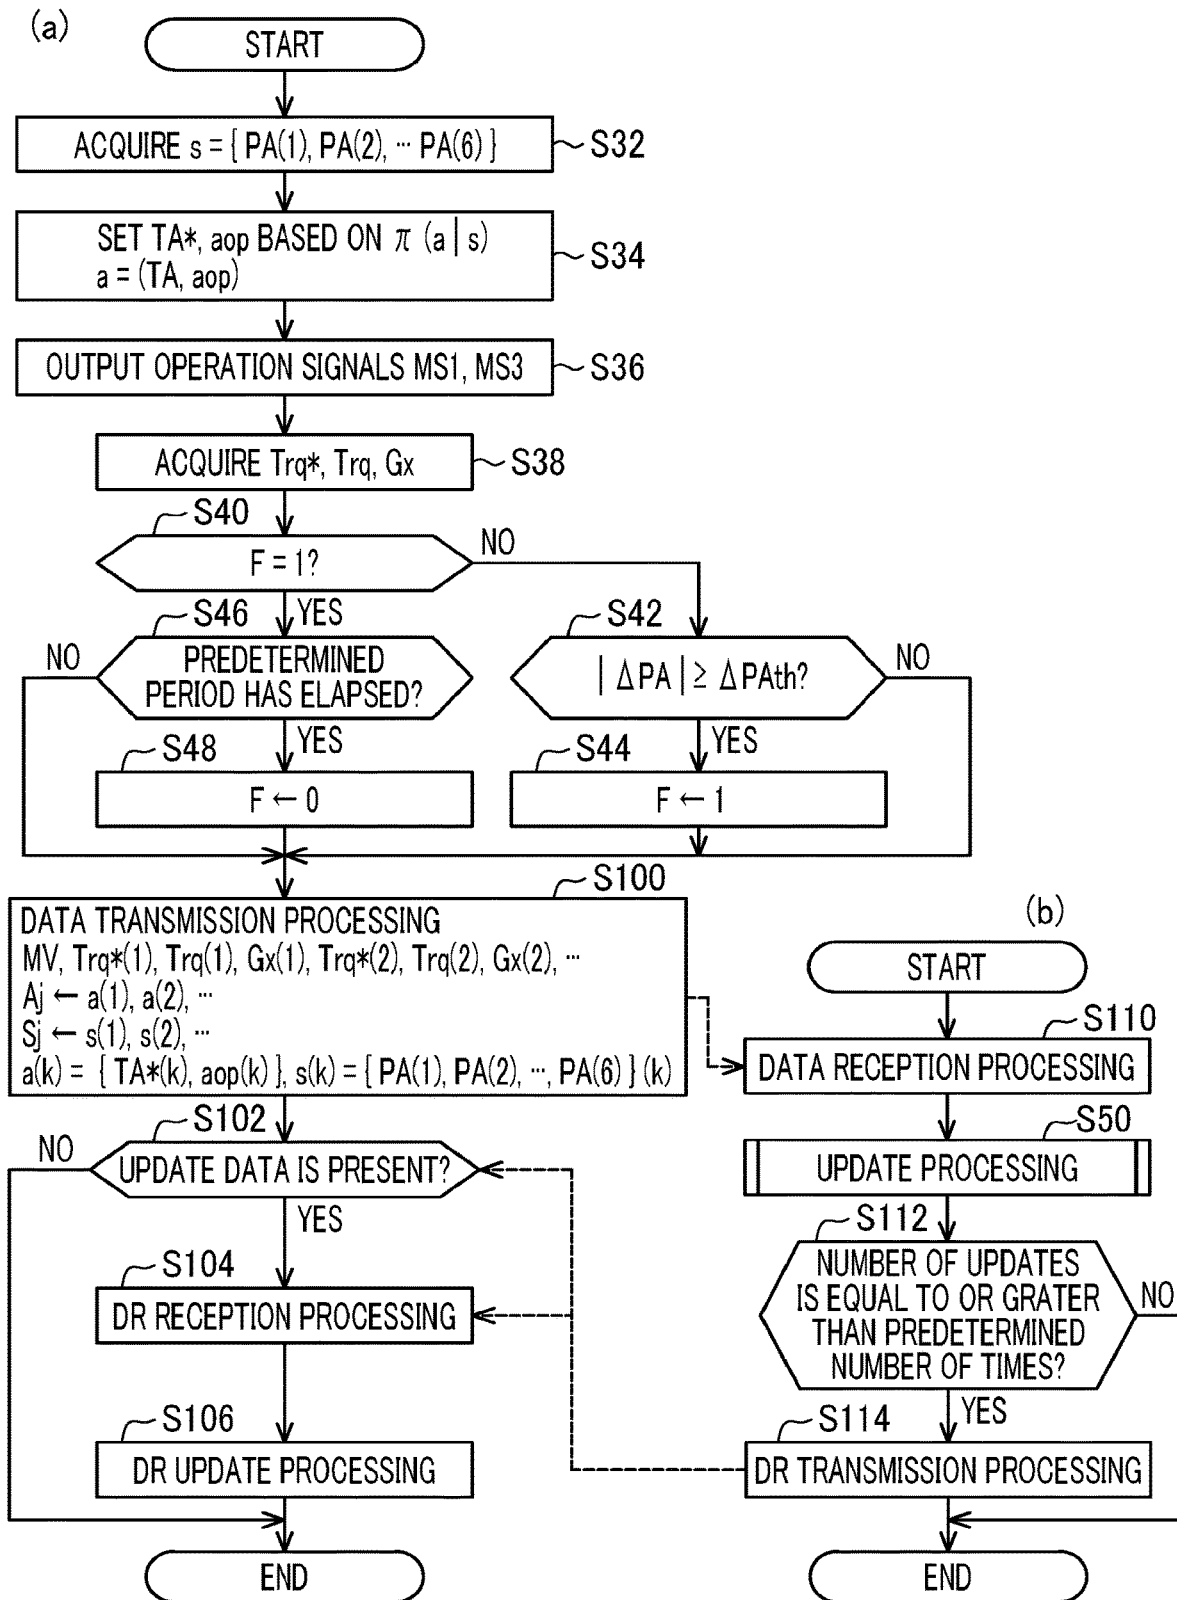 (a)
START
ACQUIRE s = { PA(1), PA(2), ··· PA(6) }
S32
SET TA*, aop BASED ON π (a | s)
a = (TA, aop)
S34
OUTPUT OPERATION SIGNALS MS1, MS3
S36
ACQUIRE Trq*, Trq, Gx
S38
S40
F = 1?
NO
YES
S46
NO
PREDETERMINED
PERIOD HAS ELAPSED?
S42
| ΔPA | ≧ ΔPAth?
NO
YES
YES
S48
F ← 0
S44
F ← 1
S100
DATA TRANSMISSION PROCESSING
MV, Trq*(1), Trq(1), Gx(1), Trq*(2), Trq(2), Gx(2), ···
Aj ← a(1), a(2), ···
Sj ← s(1), s(2), ···
a(k) = { TA*(k), aop(k) }, s(k) = { PA(1), PA(2), ···, PA(6) } (k)
S102
NO
UPDATE DATA IS PRESENT?
YES
S104
DR RECEPTION PROCESSING
S106
DR UPDATE PROCESSING
END
(b)
START
S110
DATA RECEPTION PROCESSING
S50
UPDATE PROCESSING
S112
NUMBER OF UPDATES
IS EQUAL TO OR GRATER
THAN PREDETERMINED
NUMBER OF TIMES?
NO
YES
S114
DR TRANSMISSION PROCESSING
END